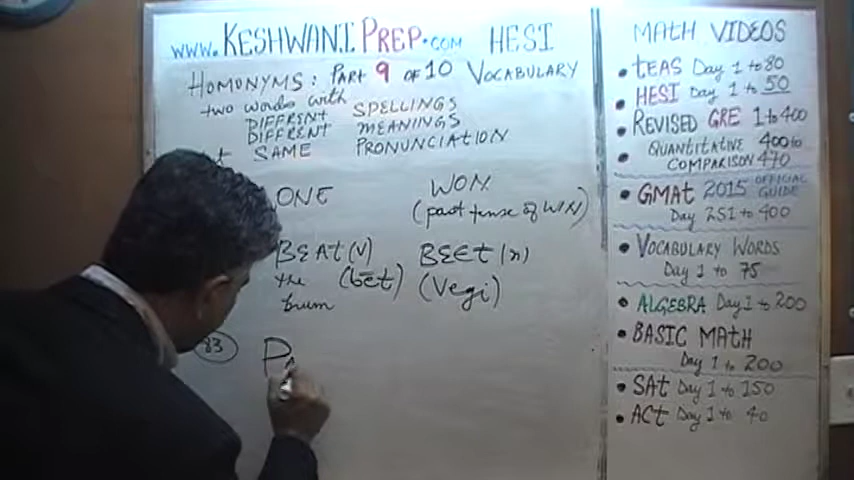 www.KESHWANIPREP.com HESI
HOMONYMS: PART 9 OF 10 VOCABULARY
two words with
DIFFRENT SPELLINGS
DIFFRENT MEANINGS
SAME PRONUNCIATION
ONE WON
(past tense of WIN)
BEAT (v) BEET (n)
the (bēt) (Vegi)
Drum
83 PA
MATH VIDEOS
• tEAS Day 1 to 80
• HESI Day 1 to 50
• REVISED GRE 1 to 400
• QUANTITATIVE 400 to
COMPARISON 470
• GMAt 2015 OFFICIAL GUIDE
Day 251 to 400
• VOCABULARY WORDS
Day 1 to 75
• ALGEBRA Day 1 to 200
• BASIC MATH
Day 1 to 200
• SAt Day 1 to 150
• ACt Day 1 to 40